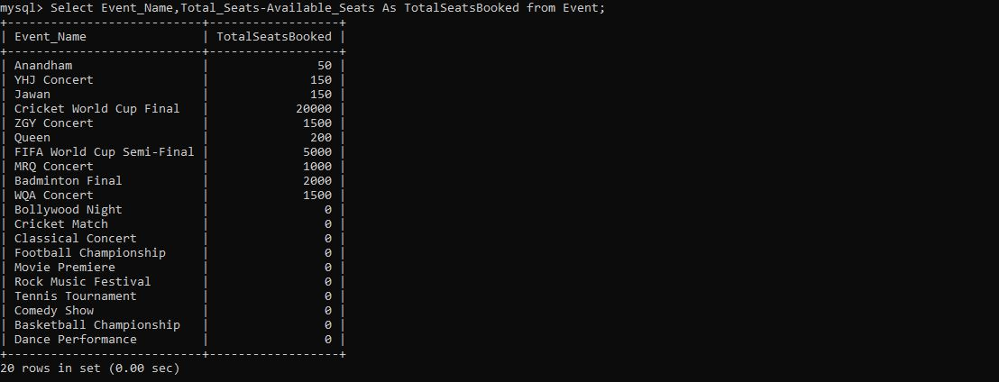 mysql> Select Event_Name,Total_Seats-Available_Seats As TotalSeatsBooked from Event;
+---------------------------+------------------+
| Event_Name                | TotalSeatsBooked |
+---------------------------+------------------+
| Anandham                  |               50 |
| YHJ Concert               |              150 |
| Jawan                     |              150 |
| Cricket World Cup Final   |            20000 |
| ZGY Concert               |             1500 |
| Queen                     |              200 |
| FIFA World Cup Semi-Final |             5000 |
| MRQ Concert               |             1000 |
| Badminton Final           |             2000 |
| WQA Concert               |             1500 |
| Bollywood Night           |                0 |
| Cricket Match             |                0 |
| Classical Concert         |                0 |
| Football Championship     |                0 |
| Movie Premiere            |                0 |
| Rock Music Festival       |                0 |
| Tennis Tournament         |                0 |
| Comedy Show               |                0 |
| Basketball Championship   |                0 |
| Dance Performance         |                0 |
+---------------------------+------------------+
20 rows in set (0.00 sec)